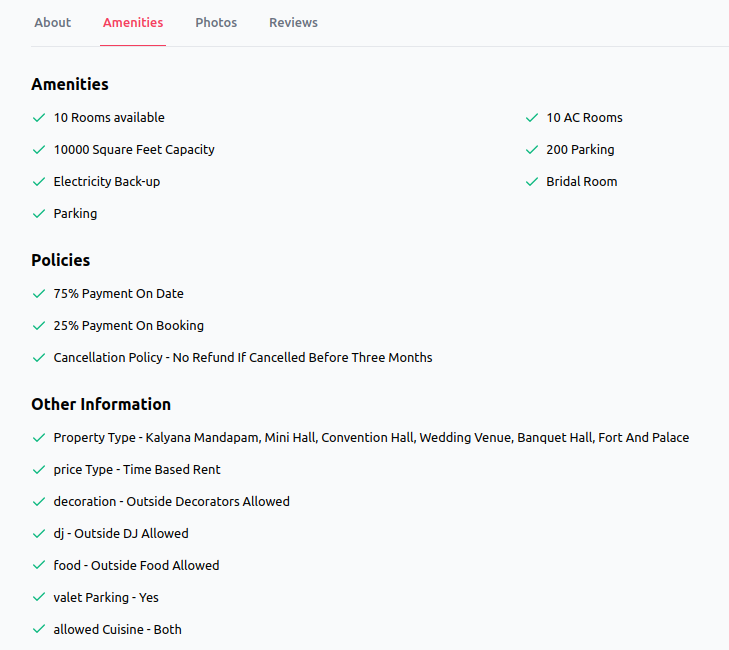 About Amenities Photos Reviews
Amenities
10 Rooms available 10 AC Rooms
10000 Square Feet Capacity 200 Parking
Electricity Back-up Bridal Room
Parking
Policies
75% Payment On Date
25% Payment On Booking
Cancellation Policy - No Refund If Cancelled Before Three Months
Other Information
Property Type - Kalyana Mandapam, Mini Hall, Convention Hall, Wedding Venue, Banquet Hall, Fort And Palace
price Type - Time Based Rent
decoration - Outside Decorators Allowed
dj - Outside DJ Allowed
food - Outside Food Allowed
valet Parking - Yes
allowed Cuisine - Both